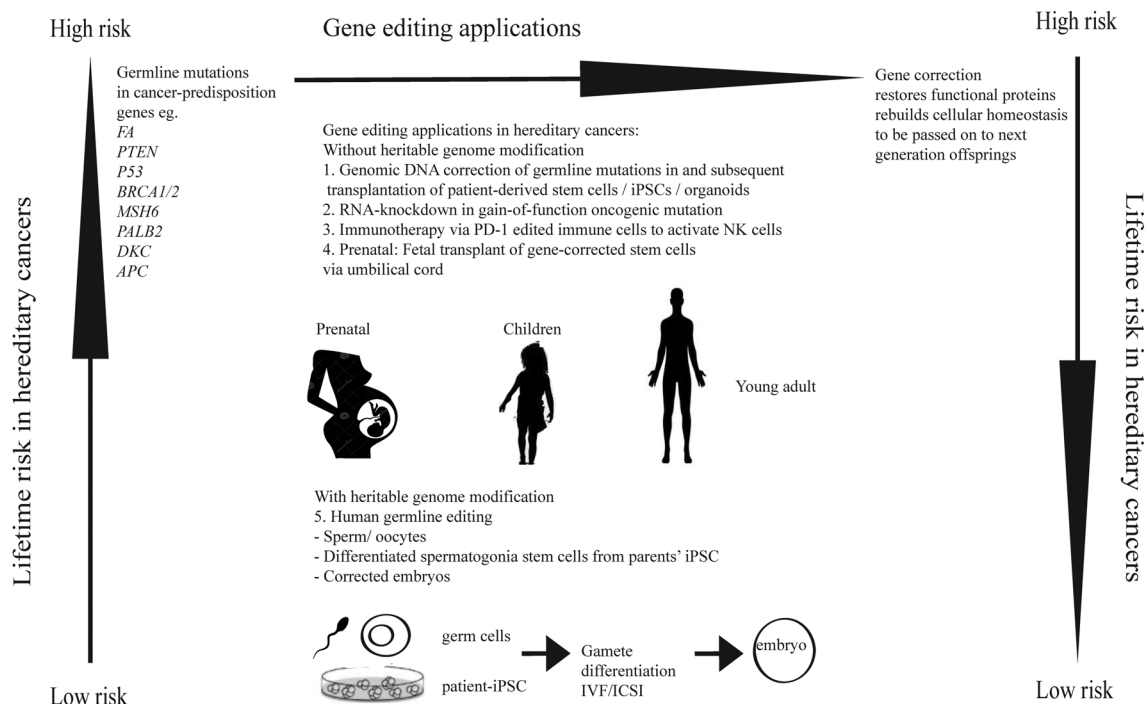 High risk
Lifetime risk in hereditary cancers
Low risk
Germline mutations
in cancer-predisposition
genes eg.
FA
PTEN
P53
BRCA1/2
MSH6
PALB2
DKC
APC
Gene editing applications
Gene editing applications in hereditary cancers:
Without heritable genome modification
1. Genomic DNA correction of germline mutations in and subsequent
transplantation of patient-derived stem cells / iPSCs / organoids
2. RNA-knockdown in gain-of-function oncogenic mutation
3. Immunotherapy via PD-1 edited immune cells to activate NK cells
4. Prenatal: Fetal transplant of gene-corrected stem cells
via umbilical cord
Prenatal
Children
Young adult
With heritable genome modification
5. Human germline editing
- Sperm/ oocytes
- Differentiated spermatogonia stem cells from parents' iPSC
- Corrected embryos
germ cells
patient-iPSC
Gamete
differentiation
IVF/ICSI
embryo
Gene correction
restores functional proteins
rebuilds cellular homeostasis
to be passed on to next
generation offsprings
High risk
Lifetime risk in hereditary cancers
Low risk